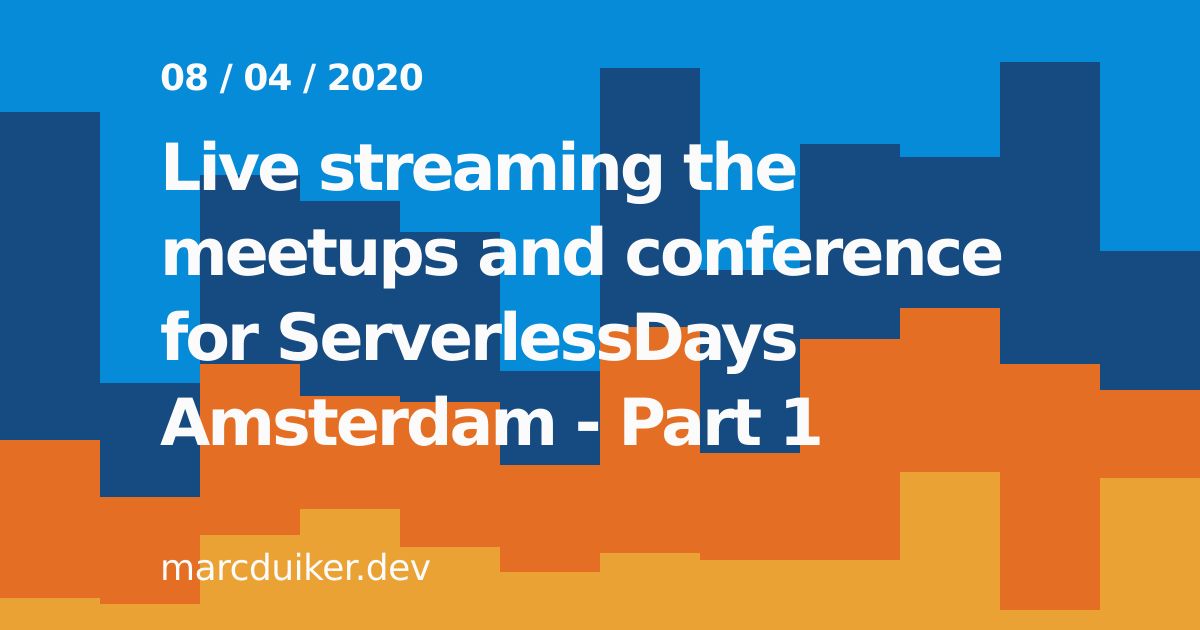 08 / 04 / 2020
Live streaming the
meetups and conference
for ServerlessDays
Amsterdam - Part 1
marcduiker.dev